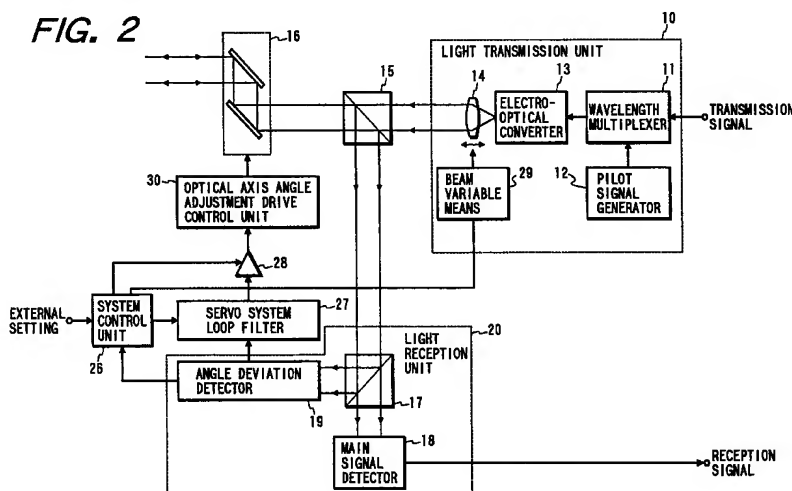 FIG. 2
16
10
LIGHT TRANSMISSION UNIT
15
14
13
11
ELECTRO-
OPTICAL
CONVERTER
WAVELENGTH
MULTIPLEXER
TRANSMISSION
SIGNAL
30
OPTICAL AXIS ANGLE
ADJUSTMENT DRIVE
CONTROL UNIT
BEAM
VARIABLE
MEANS
29
12
PILOT
SIGNAL
GENERATOR
28
EXTERNAL
SETTING
SYSTEM
CONTROL
UNIT
26
SERVO SYSTEM
LOOP FILTER
27
20
LIGHT
RECEPTION
UNIT
ANGLE DEVIATION
DETECTOR
19
17
MAIN
SIGNAL
DETECTOR
18
RECEPTION
SIGNAL